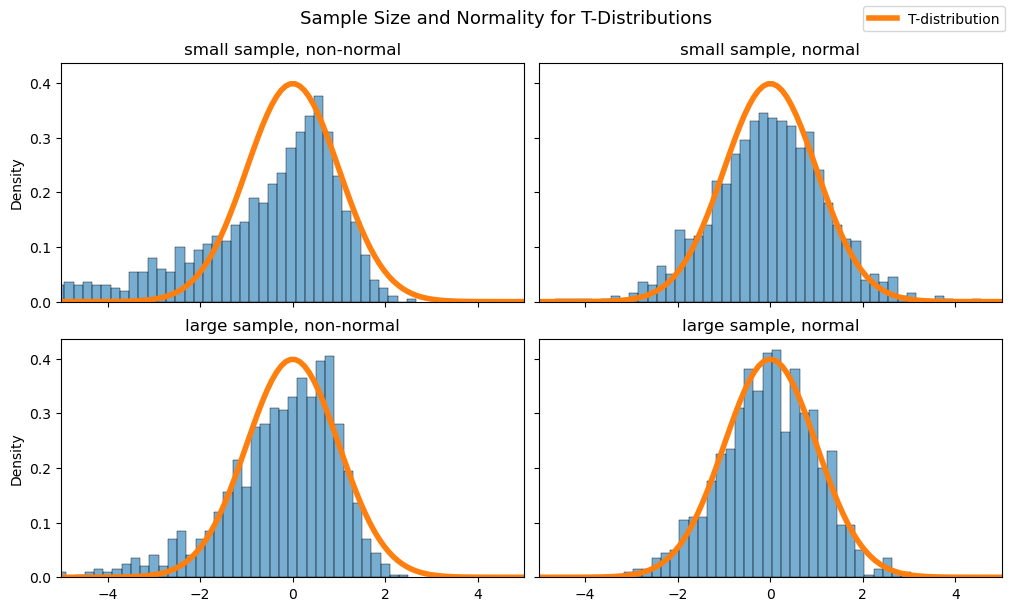 Sample Size and Normality for T-Distributions
T-distribution
small sample, non-normal
small sample, normal
0.4
0.3
0.2
0.1
0.0
Density
large sample, non-normal
large sample, normal
0.4
0.3
0.2
0.1
0.0
Density
−4 −2 0 2 4
−4 −2 0 2 4